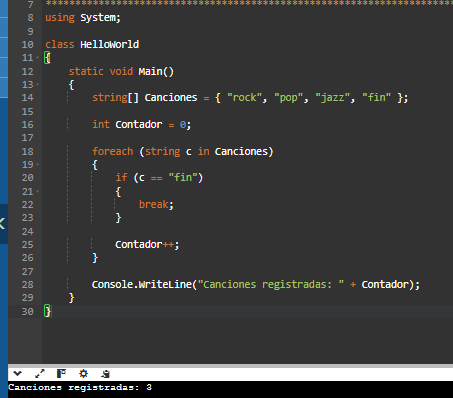 7 ******************************************************************************
8 using System;
9
10 class HelloWorld
11 {
12 static void Main()
13 {
14 string[] Canciones = { "rock", "pop", "jazz", "fin" };
15
16 int Contador = 0;
17
18 foreach (string c in Canciones)
19 {
20 if (c == "fin")
21 {
22 break;
23 }
24
25 Contador++;
26 }
27
28 Console.WriteLine("Canciones registradas: " + Contador);
29 }
30 }
Canciones registradas: 3